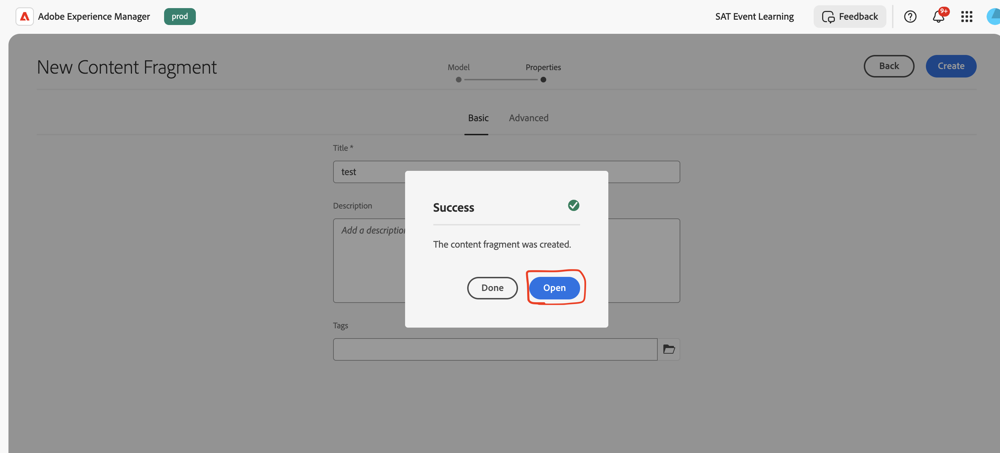 Adobe Experience Manager
prod
SAT Event Learning
Feedback
9+
New Content Fragment
Model
Properties
Back
Create
Basic
Advanced
Title *
test
Description
Add a description
Success
The content fragment was created.
Done
Open
Tags